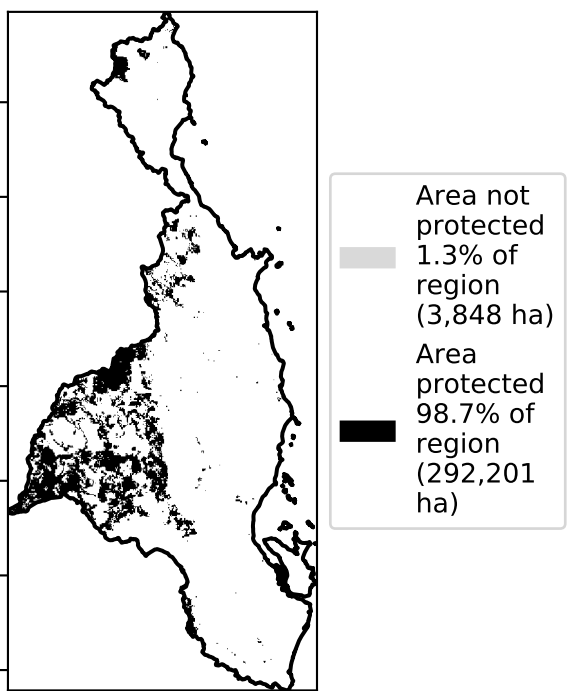 Area not
protected
1.3% of
region
(3,848 ha)
Area
protected
98.7% of
region
(292,201
ha)